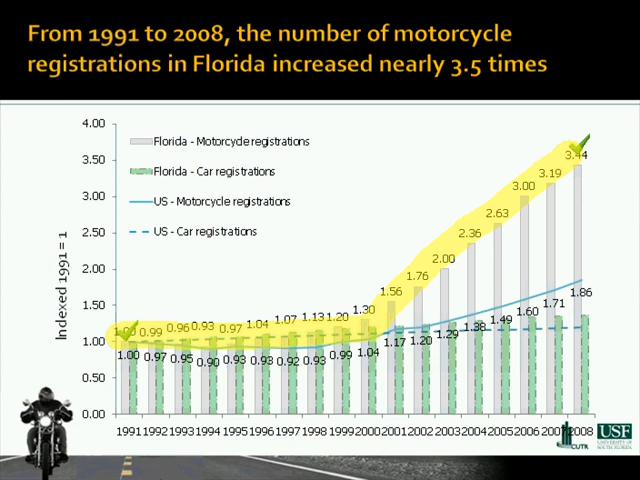 From 1991 to 2008, the number of motorcycle
registrations in Florida increased nearly 3.5 times
4.00
3.50
3.00
2.50
2.00
1.50
1.00
0.50
0.00
Indexed 1991 = 1
Florida - Motorcycle registrations
Florida - Car registrations
US - Motorcycle registrations
US - Car registrations
1.00 0.99 0.96 0.93 0.97 1.04 1.07 1.13 1.20 1.30 1.56 1.76 2.00 2.36 2.63 3.00 3.19 3.44
1.00 0.97 0.95 0.90 0.93 0.93 0.92 0.93 0.99 1.04 1.17 1.20 1.29 1.38 1.49 1.60 1.71 1.86
1991 1992 1993 1994 1995 1996 1997 1998 1999 2000 2001 2002 2003 2004 2005 2006 2007 2008
CUTR
USF
UNIVERSITY OF
SOUTH FLORIDA